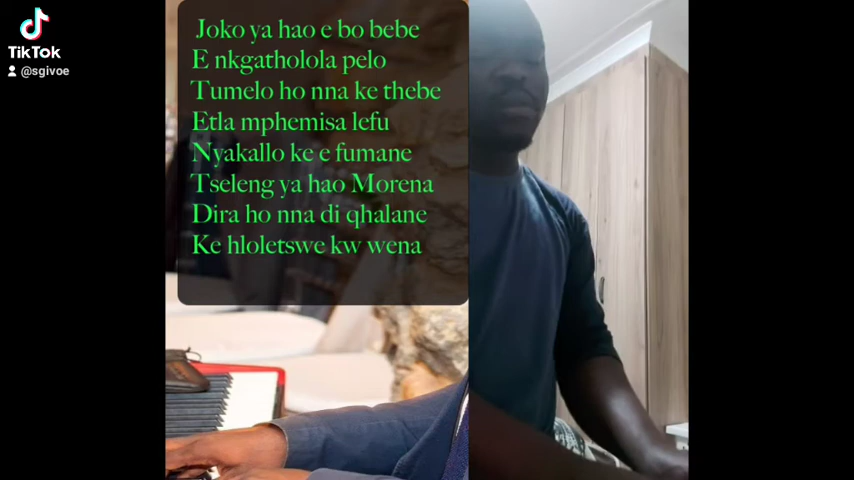 TikTok
@sgivoe
Joko ya hao e bo bebe
E nkgatholola pelo
Tumelo ho nna ke thebe
Etla mphemisa lefu
Nyakallo ke e fumane
Tseleng ya hao Morena
Dira ho nna di qhalane
Ke hloletswe kw wena